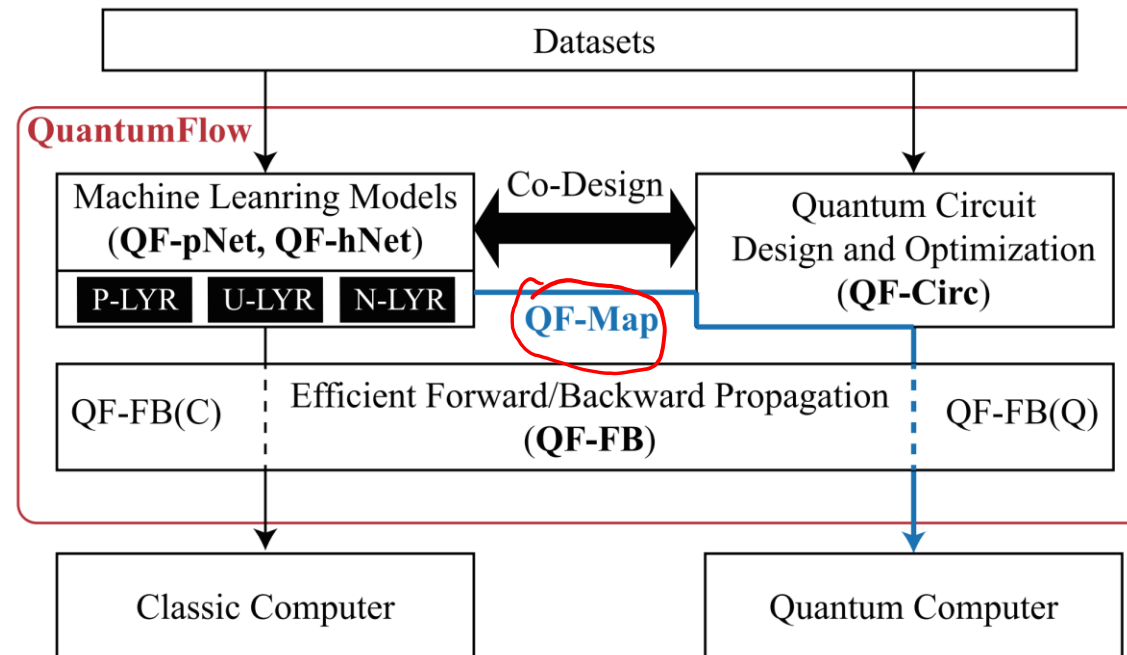 Datasets
QuantumFlow
Machine Leanring Models
(QF-pNet, QF-hNet)
P-LYR U-LYR N-LYR
Co-Design
QF-Map
Quantum Circuit
Design and Optimization
(QF-Circ)
QF-FB(C)
Efficient Forward/Backward Propagation
(QF-FB)
QF-FB(Q)
Classic Computer
Quantum Computer